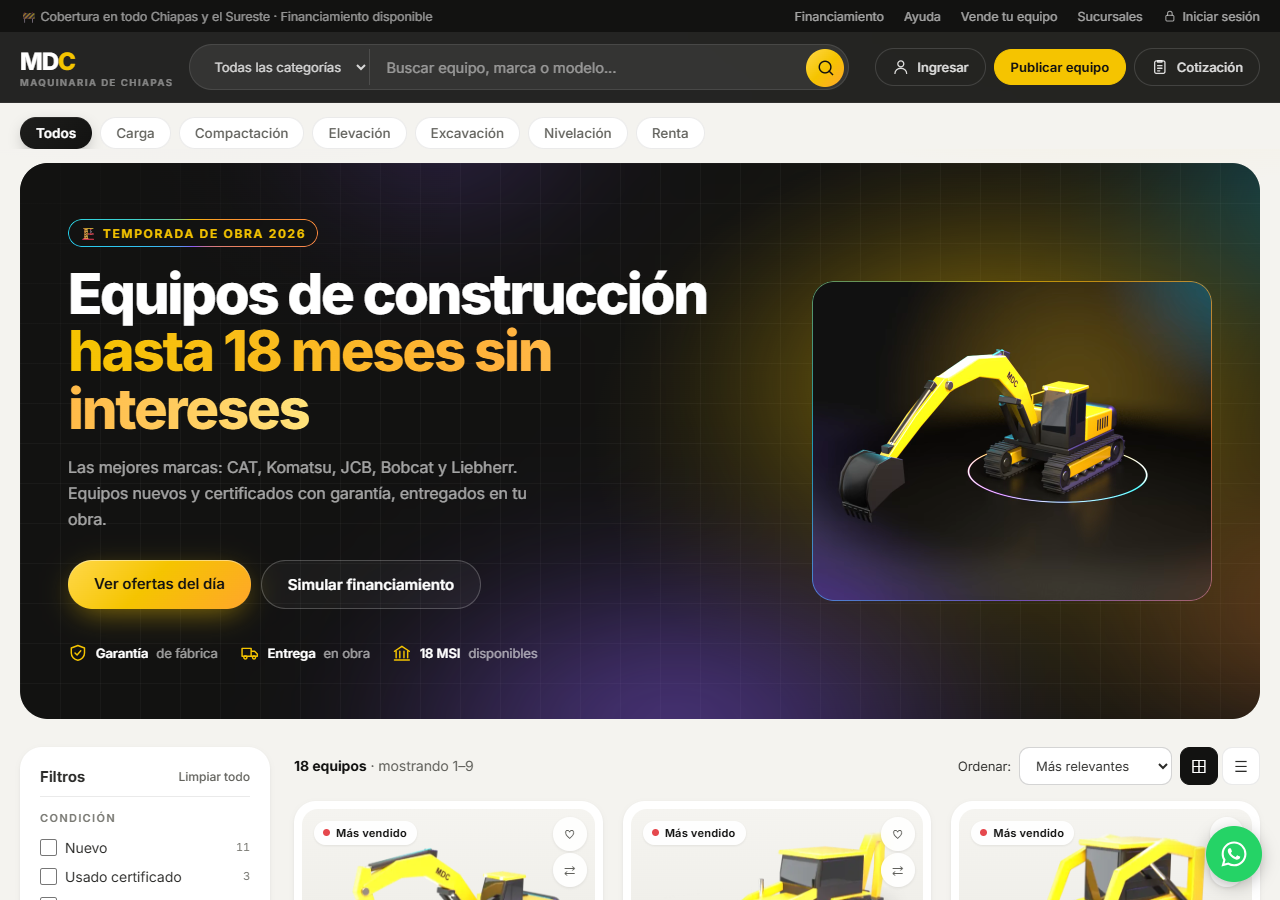 🚧 Cobertura en todo Chiapas y el Sureste · Financiamiento disponible
Financiamiento Ayuda Vende tu equipo Sucursales Iniciar sesión
MDC
MAQUINARIA DE CHIAPAS
Todas las categorías Buscar equipo, marca o modelo... Ingresar Publicar equipo Cotización
Todos Carga Compactación Elevación Excavación Nivelación Renta
🏗️ TEMPORADA DE OBRA 2026
Equipos de construcción
hasta 18 meses sin
intereses
Las mejores marcas: CAT, Komatsu, JCB, Bobcat y Liebherr.
Equipos nuevos y certificados con garantía, entregados en tu
obra.
Ver ofertas del día Simular financiamiento
Garantía de fábrica Entrega en obra 18 MSI disponibles
MDC
Filtros Limpiar todo
18 equipos · mostrando 1–9
Ordenar: Más relevantes
CONDICIÓN
Nuevo 11
Usado certificado 3
Más vendido Más vendido Más vendido
MDC